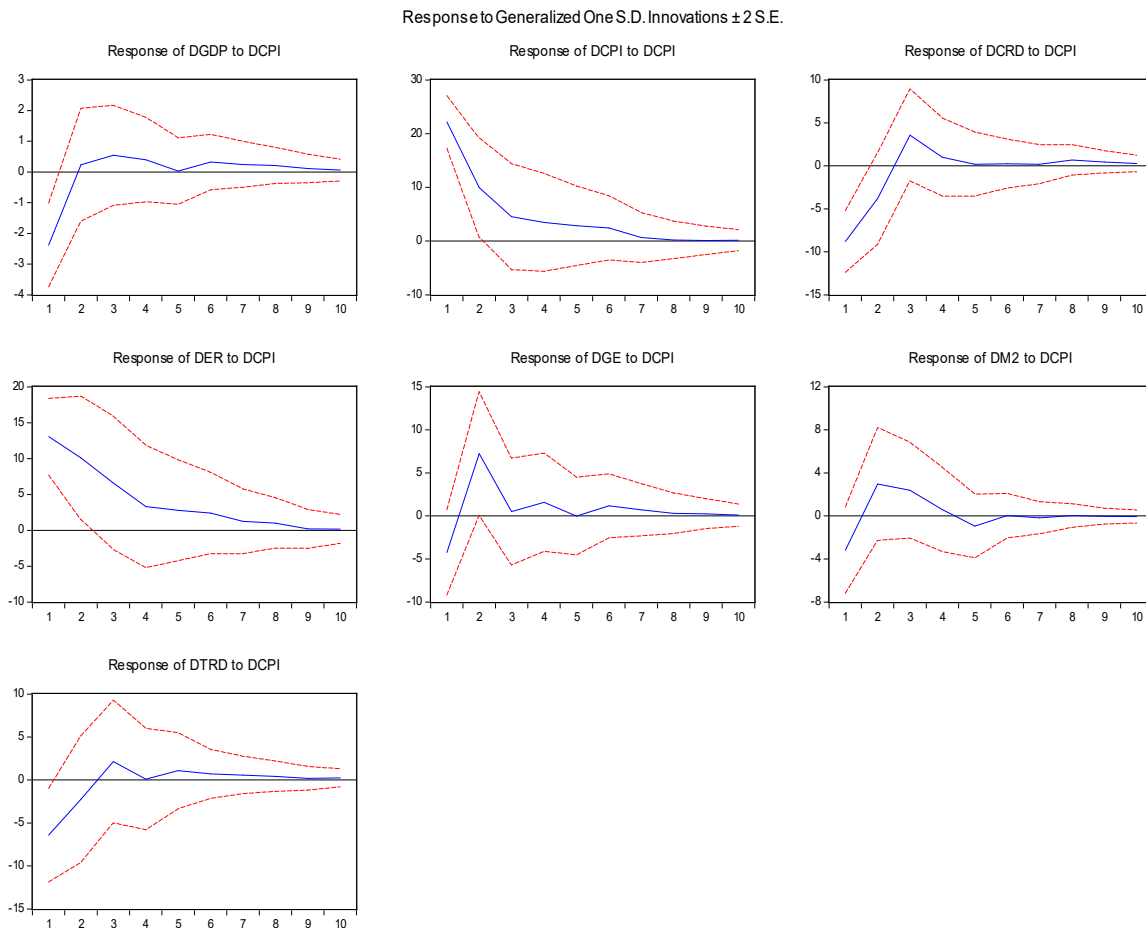 Response to Generalized One S.D. Innovations ± 2 S.E.
Response of DGDP to DCPI
3
2
1
0
-1
-2
-3
-4
1 2 3 4 5 6 7 8 9 10
Response of DCPI to DCPI
30
20
10
0
-10
1 2 3 4 5 6 7 8 9 10
Response of DCRD to DCPI
10
5
0
-5
-10
-15
1 2 3 4 5 6 7 8 9 10
Response of DER to DCPI
20
15
10
5
0
-5
-10
1 2 3 4 5 6 7 8 9 10
Response of DGE to DCPI
15
10
5
0
-5
-10
1 2 3 4 5 6 7 8 9 10
Response of DM2 to DCPI
12
8
4
0
-4
-8
1 2 3 4 5 6 7 8 9 10
Response of DTRD to DCPI
10
5
0
-5
-10
-15
1 2 3 4 5 6 7 8 9 10